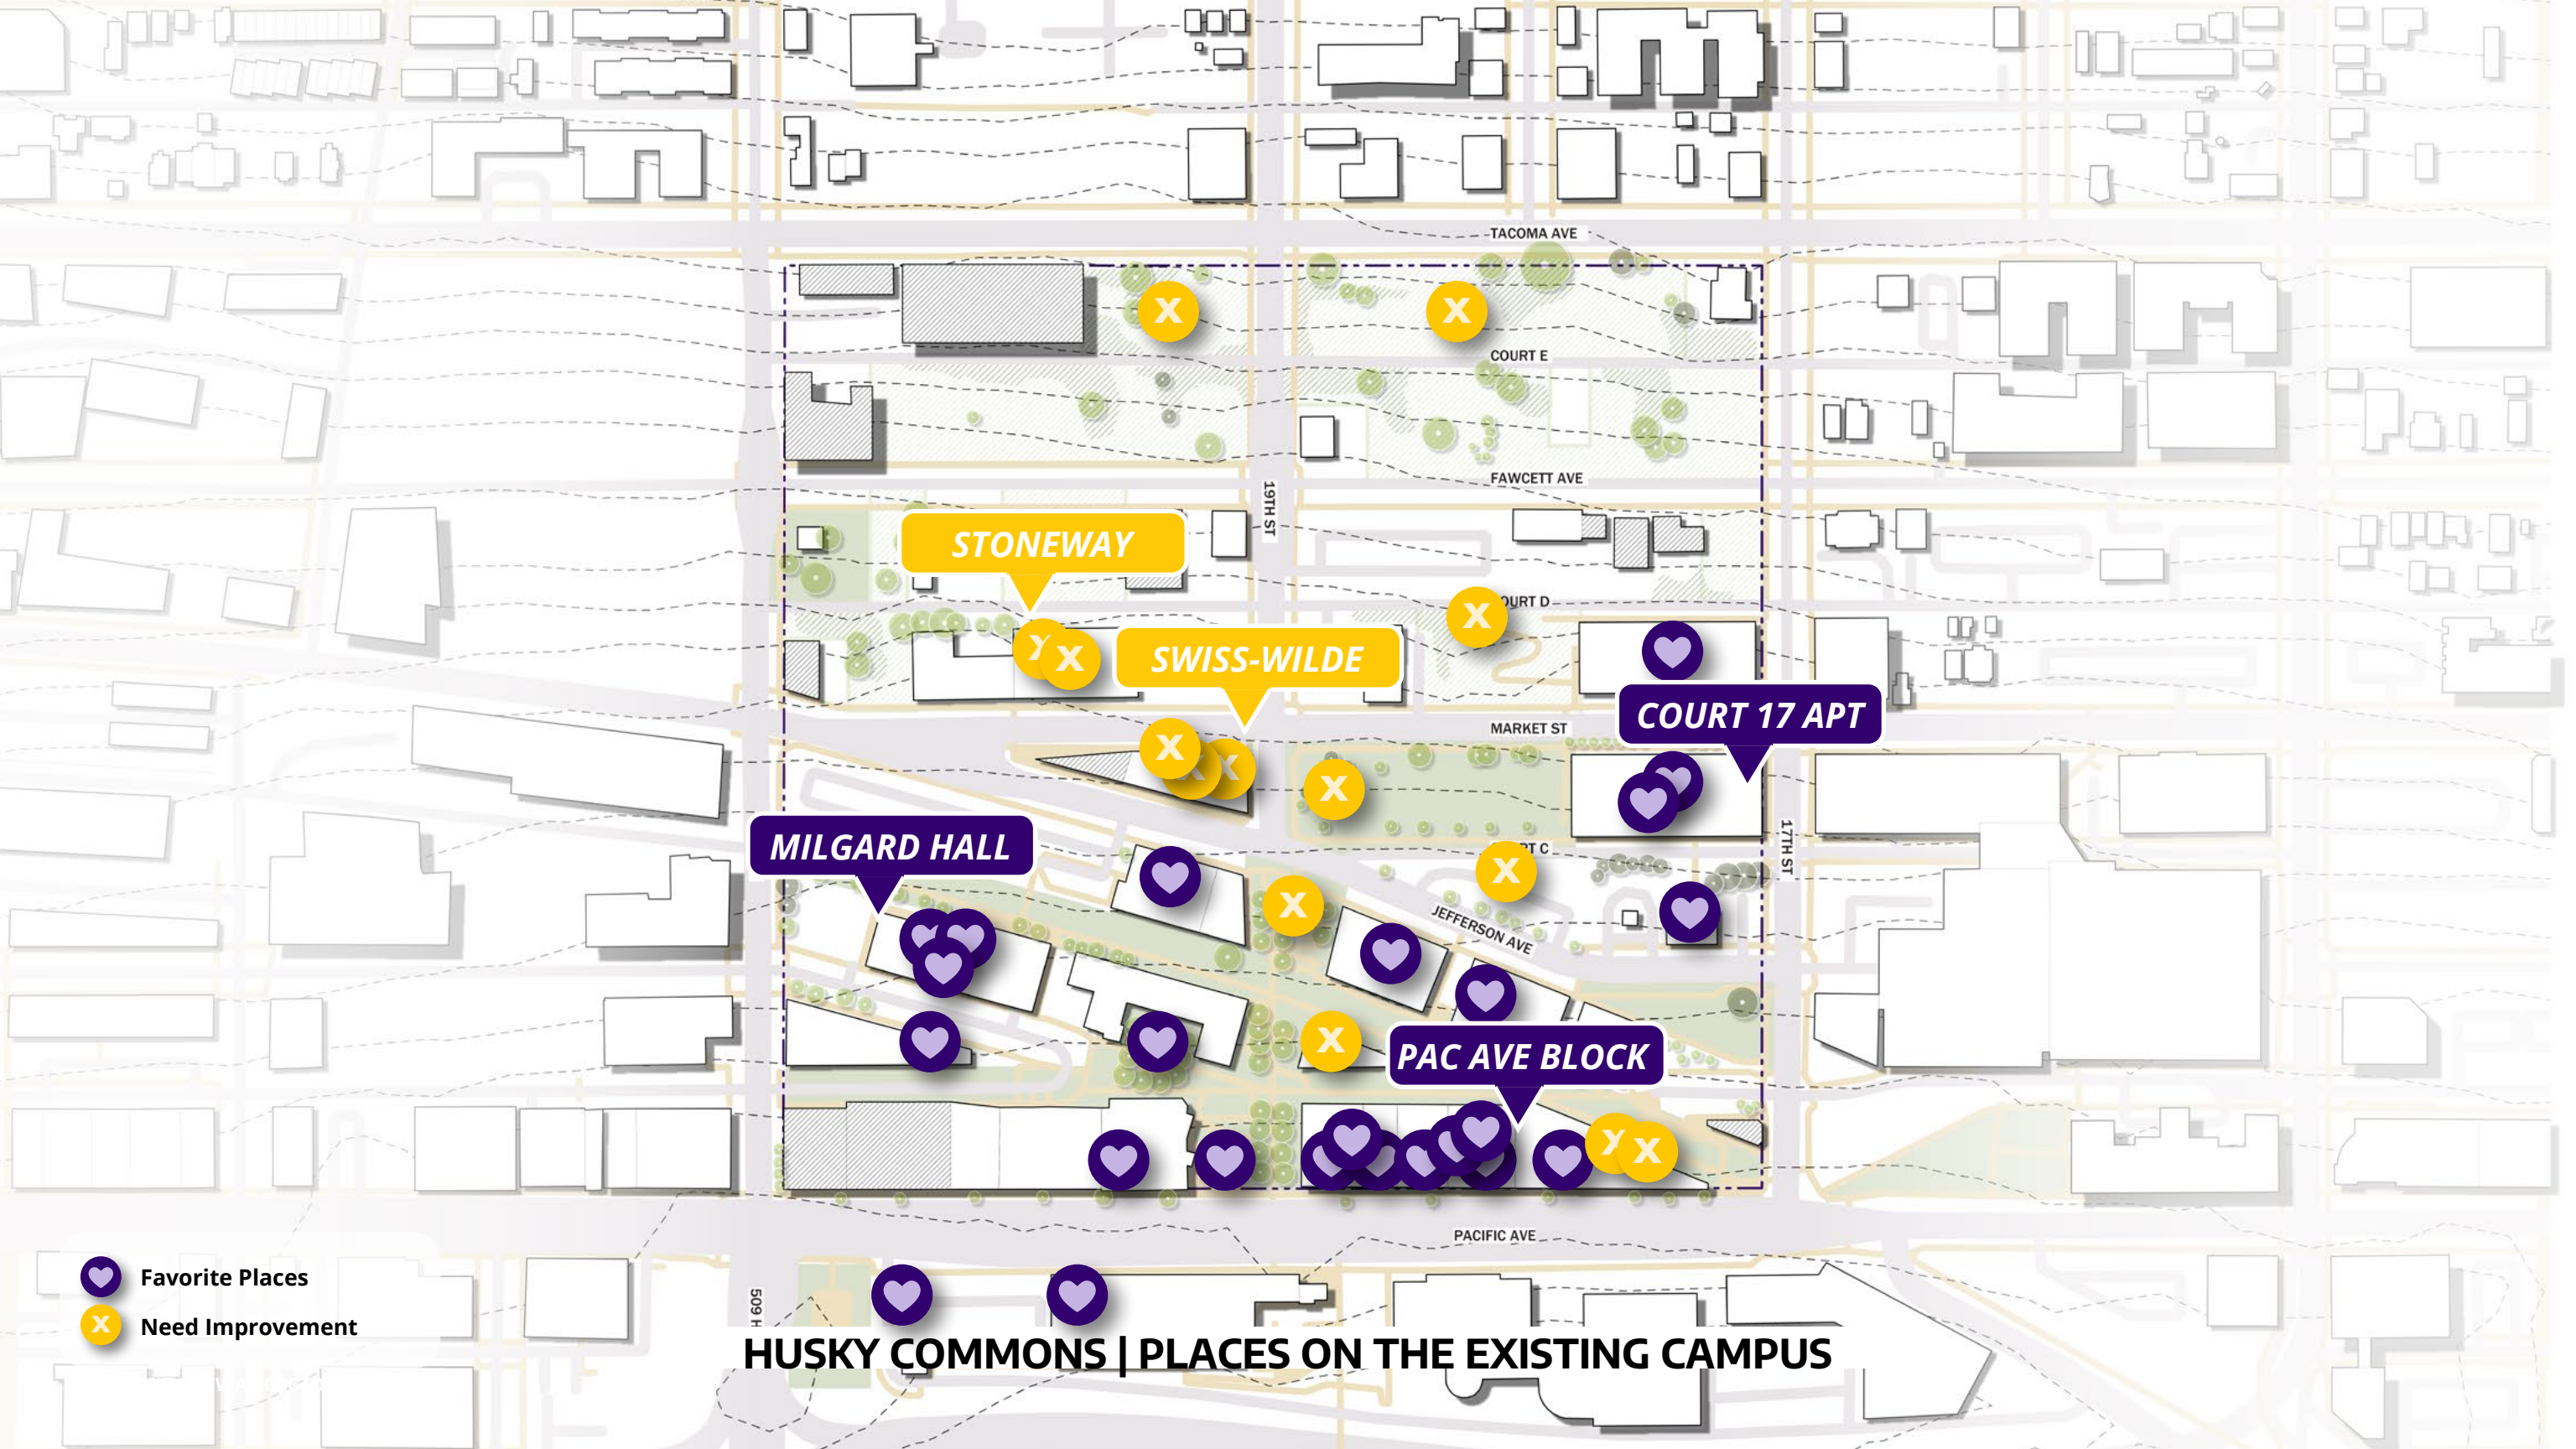 TACOMA AVE
COURT E
FAWCETT AVE
19TH ST
STONEWAY
X
X
X
X
X
SWISS-WILDE
MARKET ST
COURT 17 APT
X
X
X
X
MILGARD HALL
17TH ST
X
X
JEFFERSON AVE
X
PAC AVE BLOCK
X
X
PACIFIC AVE
509
Favorite Places
X
Need Improvement
HUSKY COMMONS | PLACES ON THE EXISTING CAMPUS